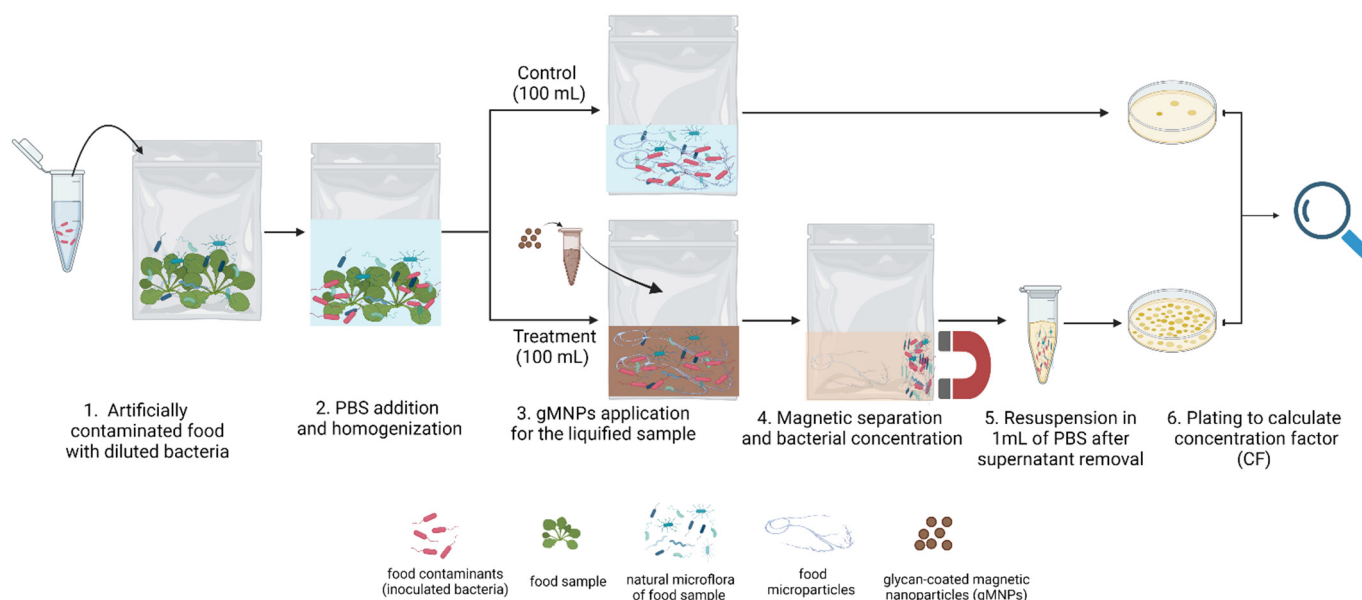 Control
(100 mL)
Treatment
(100 mL)
1. Artificially
contaminated food
with diluted bacteria
2. PBS addition
and homogenization
3. gMNPs application
for the liquified sample
4. Magnetic separation
and bacterial concentration
5. Resuspension in
1mL of PBS after
supernatant removal
6. Plating to calculate
concentration factor
(CF)
food contaminants
(inoculated bacteria)
food sample
natural microflora
of food sample
food
microparticles
glycan-coated magnetic
nanoparticles (gMNPs)